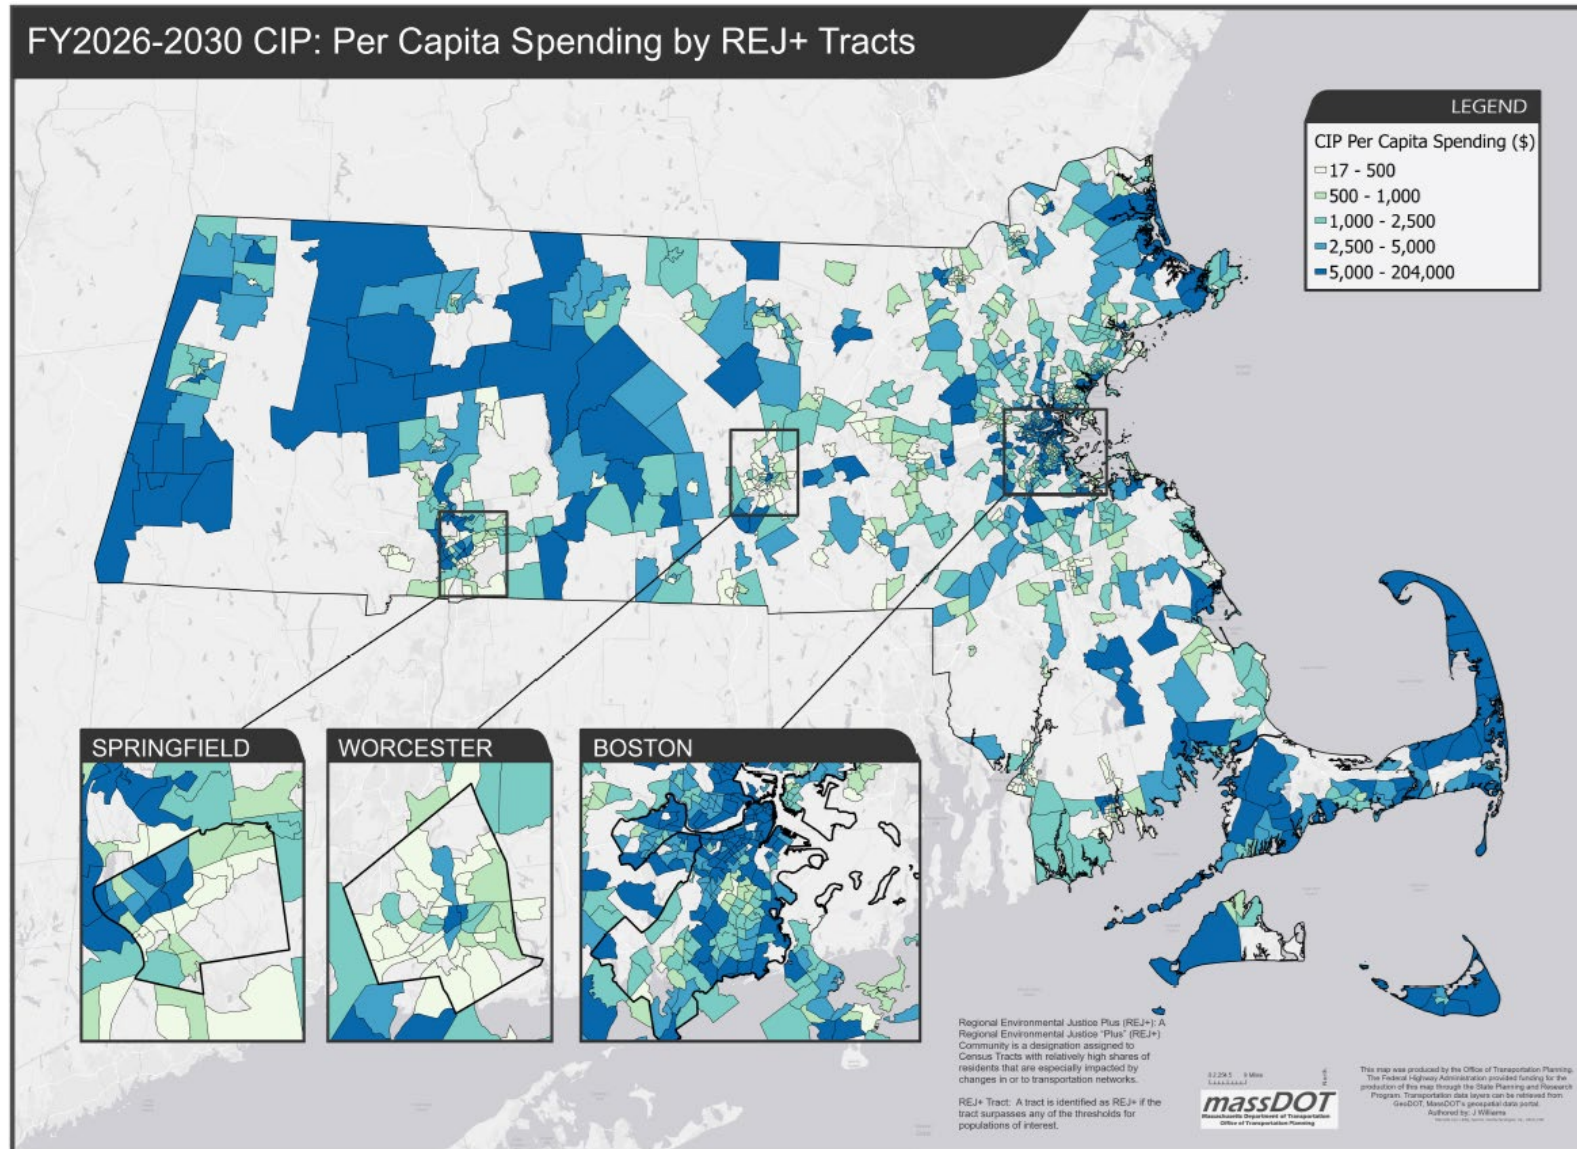 FY2026-2030 CIP: Per Capita Spending by REJ+ Tracts
LEGEND
CIP Per Capita Spending ($)
17 - 500
500 - 1,000
1,000 - 2,500
2,500 - 5,000
5,000 - 204,000
SPRINGFIELD
WORCESTER
BOSTON
Regional Environmental Justice Plus (REJ+): A
Regional Environmental Justice "Plus" (REJ+)
Community is a designation assigned to
Census Tracts with relatively high shares of
residents that are especially impacted by
changes in or to transportation networks.
REJ+ Tract: A tract is identified as REJ+ if the
tract surpasses any of the thresholds for
populations of interest.
massDOT
Massachusetts Department of Transportation
Office of Transportation Planning
This map was produced by the Office of Transportation Planning.
The Federal Highway Administration provided funding for the
production of this map through the State Planning and Research
Program. Transportation data layers can be retrieved from
GeoDOT, MassDOT's geospatial data portal.
Authored by: J Williams